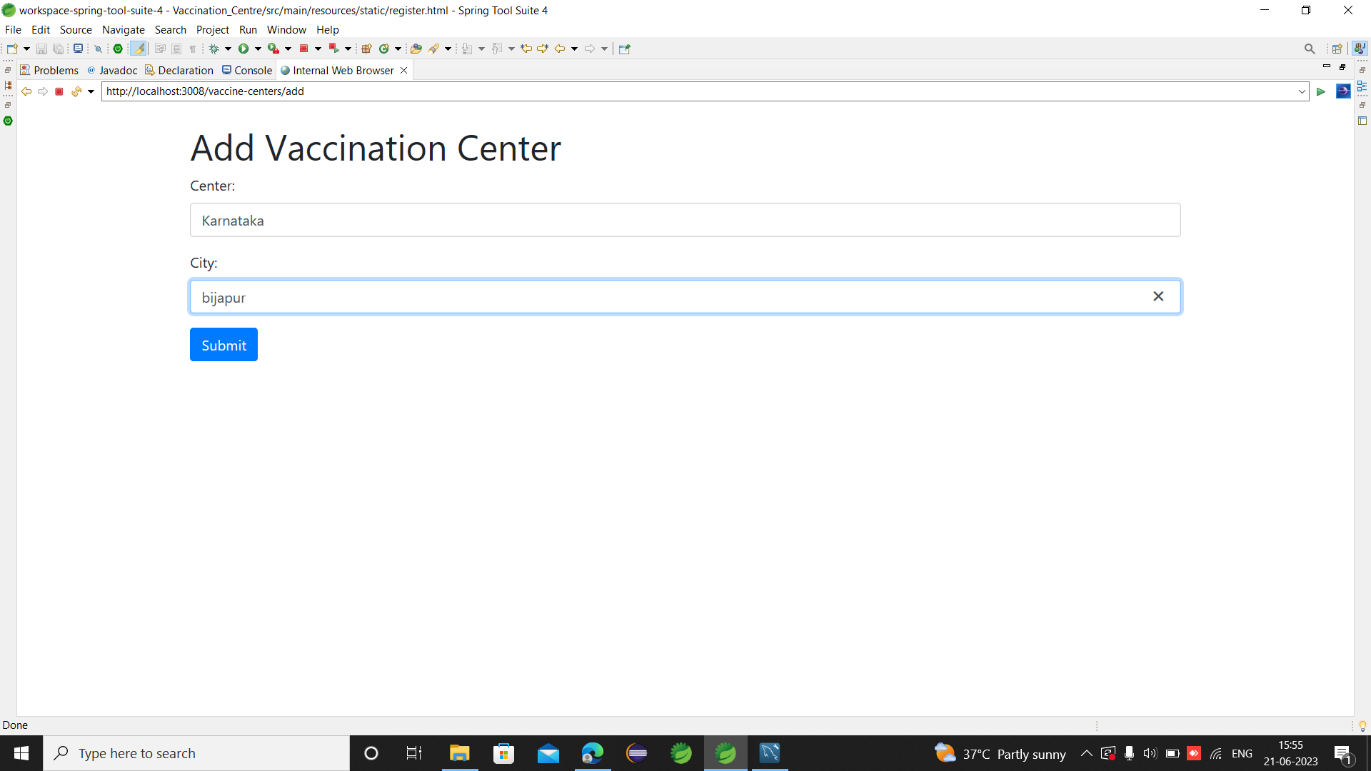 workspace-spring-tool-suite-4 - Vaccination_Centre/src/main/resources/static/register.html - Spring Tool Suite 4
File Edit Source Navigate Search Project Run Window Help
Problems Javadoc Declaration Console Internal Web Browser
http://localhost:3008/vaccine-centers/add
Add Vaccination Center
Center:
Karnataka
City:
bijapur
Submit
Done
Type here to search
37°C Partly sunny
ENG
15:55
21-06-2023
1